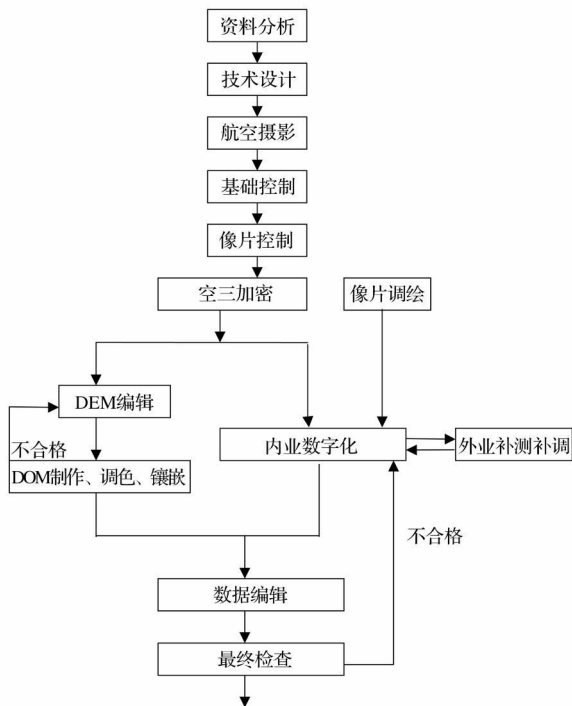 资料分析
技术设计
航空摄影
基础控制
像片控制
空三加密
像片调绘
DEM编辑
不合格
内业数字化
外业补测补调
DOM制作、调色、镶嵌
不合格
数据编辑
最终检查